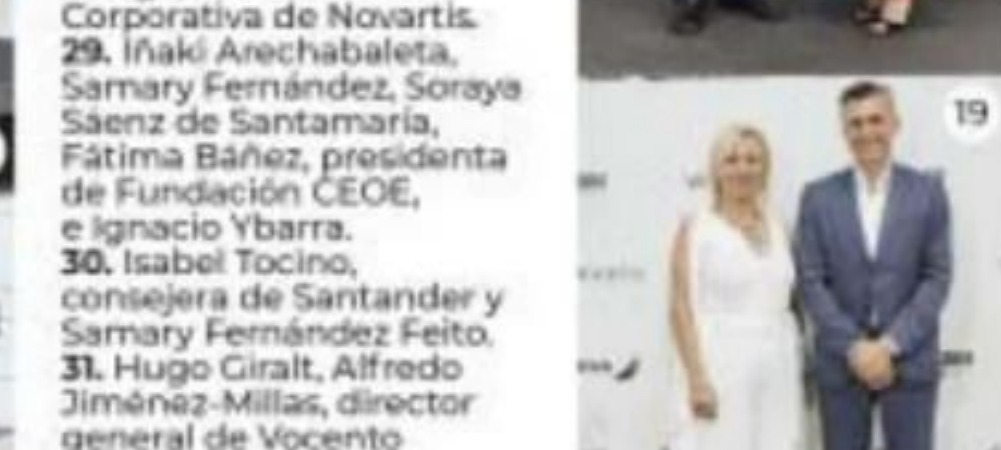 Corporativa de Novartis.
29. Iñaki Arechabaleta,
Samary Fernández, Soraya
Sáenz de Santamaría,
Fátima Báñez, presidenta
de Fundación CEOE,
e Ignacio Ybarra.
30. Isabel Tocino,
consejera de Santander y
Samary Fernández Feito.
31. Hugo Giralt, Alfredo
Jiménez-Millas, director
general de Vocento
19